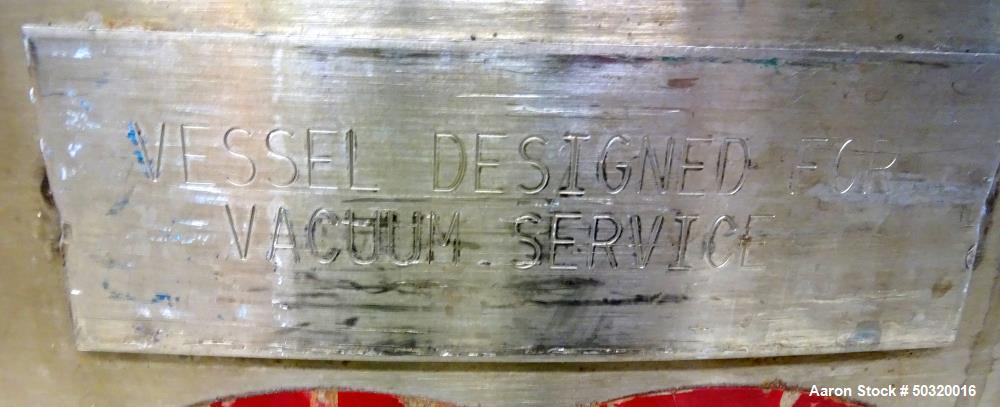 VESSEL DESIGNED FOR
VACUUM SERVICE
Aaron Stock # 50320016